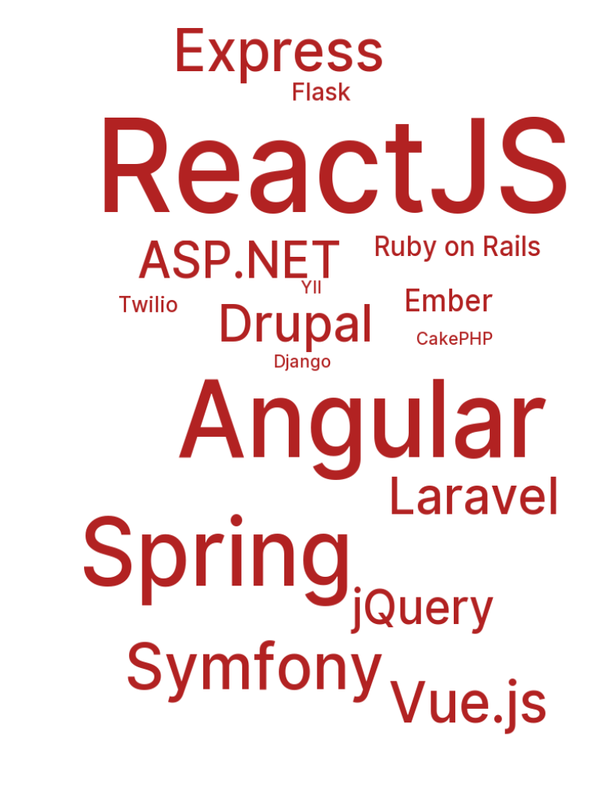 Express
Flask
ReactJS
ASP.NET
Ruby on Rails
YII
Twilio
Ember
Drupal
CakePHP
Django
Angular
Laravel
Spring
jQuery
Symfony
Vue.js